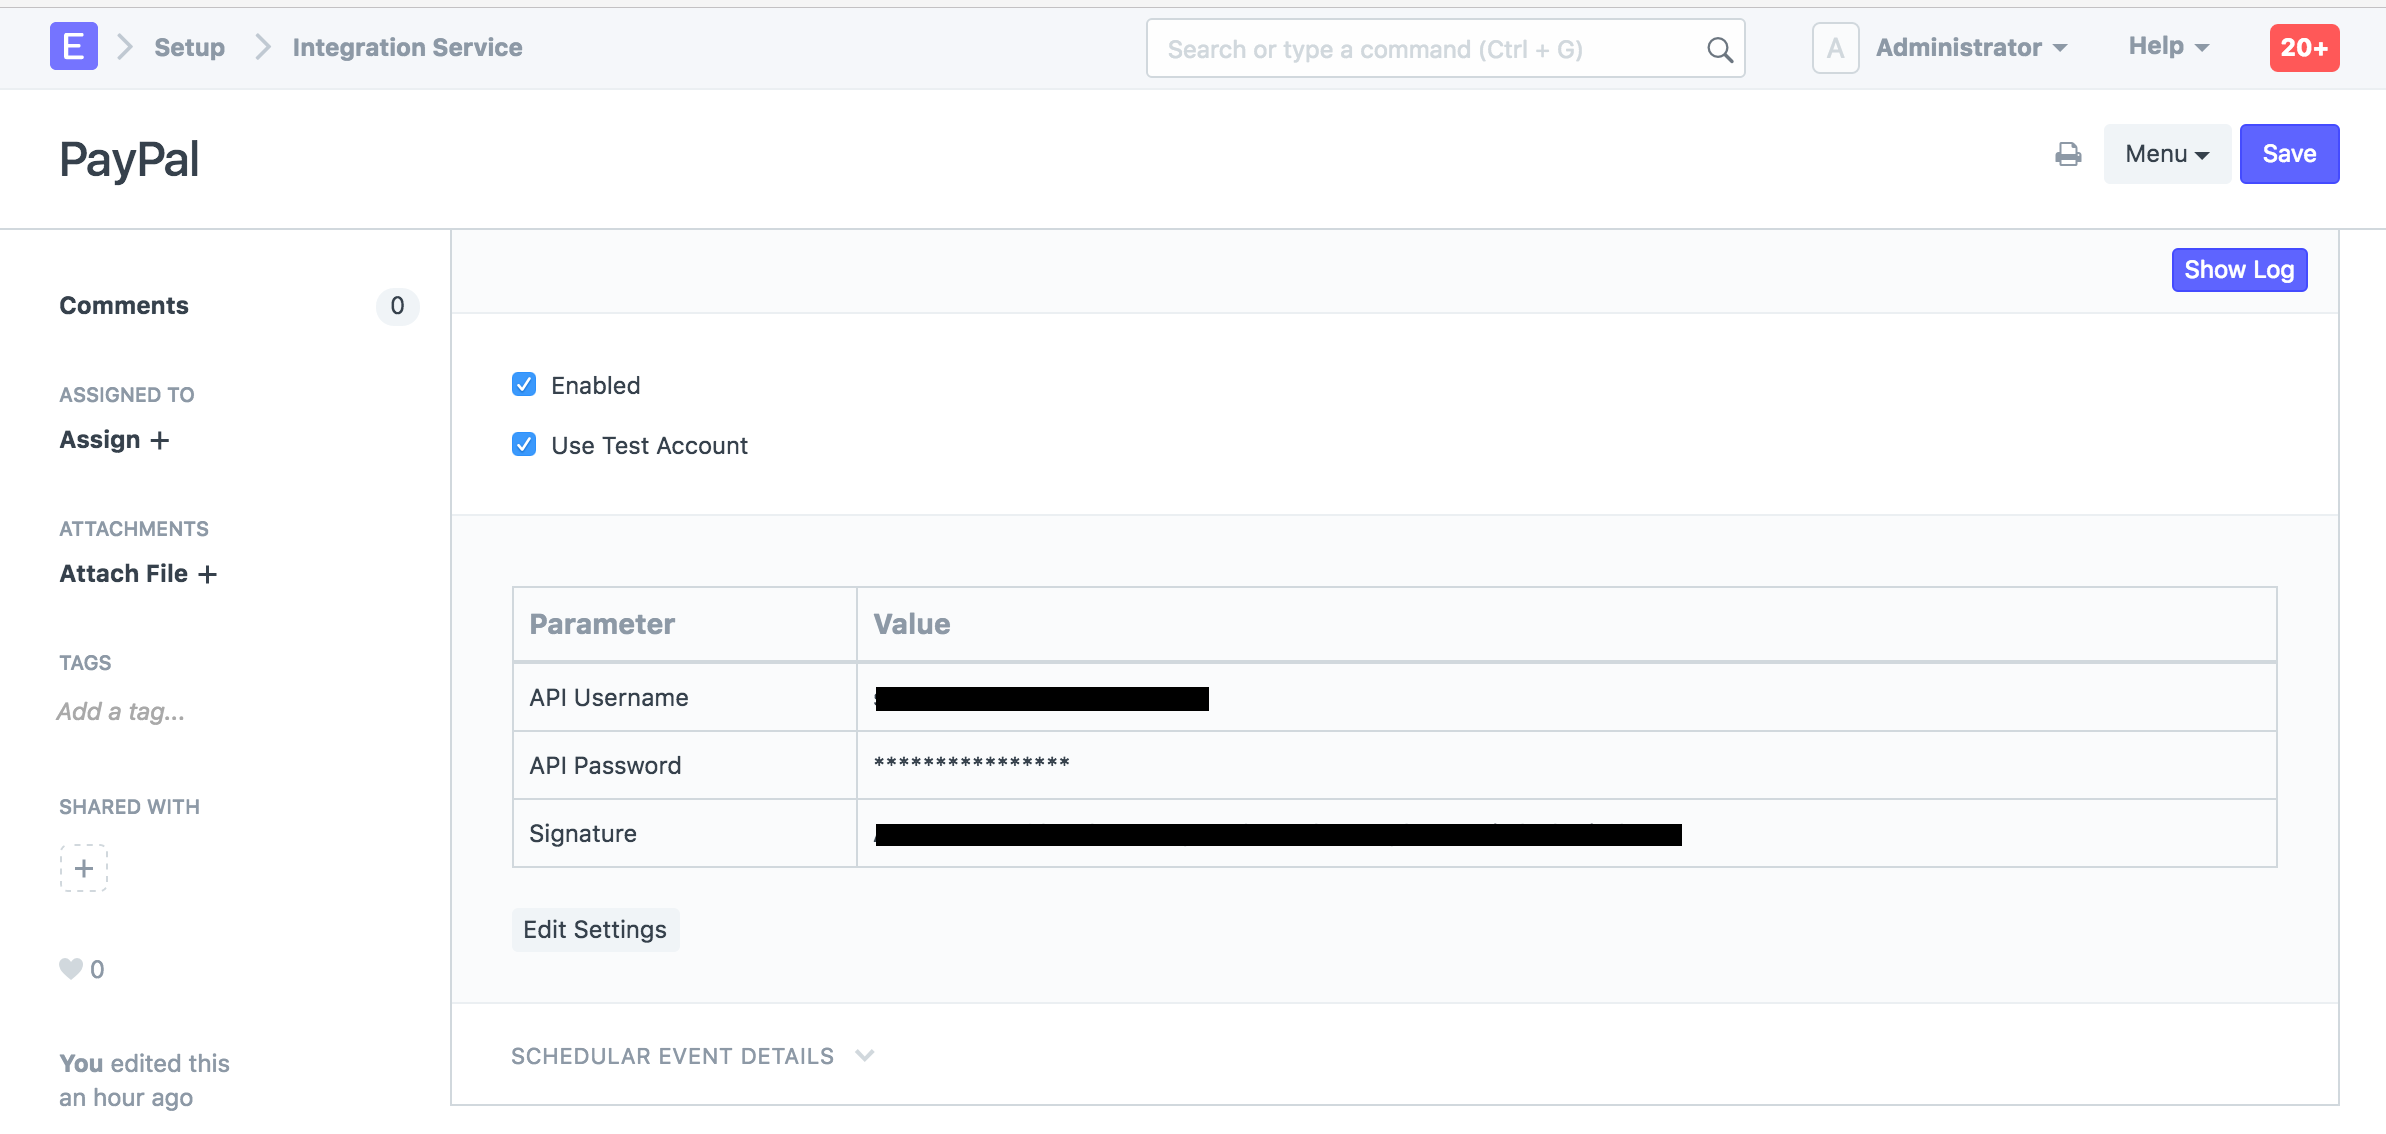 E Setup Integration Service Search or type a command (Ctrl + G) A Administrator Help 20+
PayPal
Menu Save
Show Log
Comments 0
ASSIGNED TO
Assign +
ATTACHMENTS
Attach File +
TAGS
Add a tag...
SHARED WITH
+
0
You edited this
an hour ago
Enabled
Use Test Account
Parameter Value
API Username
API Password ****************
Signature
Edit Settings
SCHEDULAR EVENT DETAILS